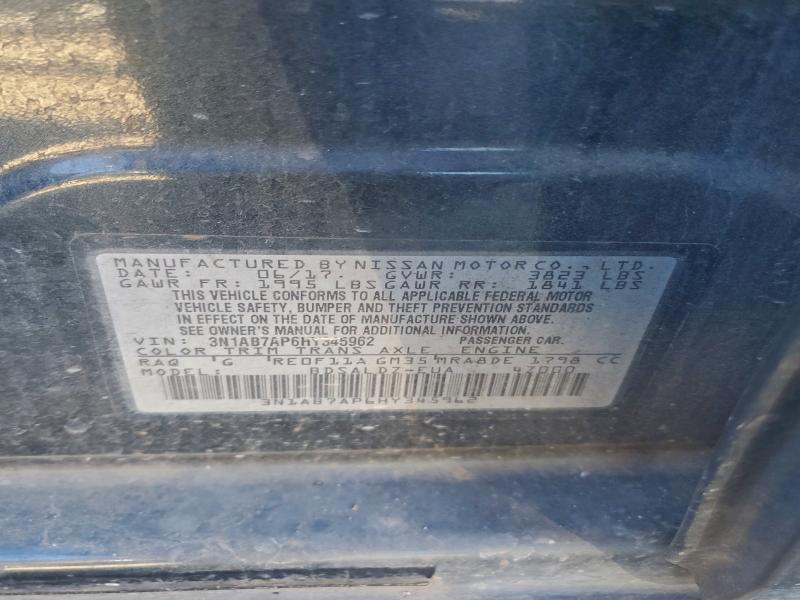 MANUFACTURED BY NISSAN MOTOR CO., LTD.
DATE: 06/17. GVWR: 3823 LBS
GAWR FR: 1995 LBS GAWR RR: 1841 LBS
THIS VEHICLE CONFORMS TO ALL APPLICABLE FEDERAL MOTOR
VEHICLE SAFETY, BUMPER AND THEFT PREVENTION STANDARDS
IN EFFECT ON THE DATE OF MANUFACTURE SHOWN ABOVE.
SEE OWNER'S MANUAL FOR ADDITIONAL INFORMATION.
VIN: 3N1AB7AP6HY345962 PASSENGER CAR.
COLOR TRIM TRANS AXLE ENGINE
RAQ 'G 'RE0F11A GM35'MRA8DE 1798 CC
MODEL: BDSALD7-EUA 47000
3N1AB7AP6HY345962